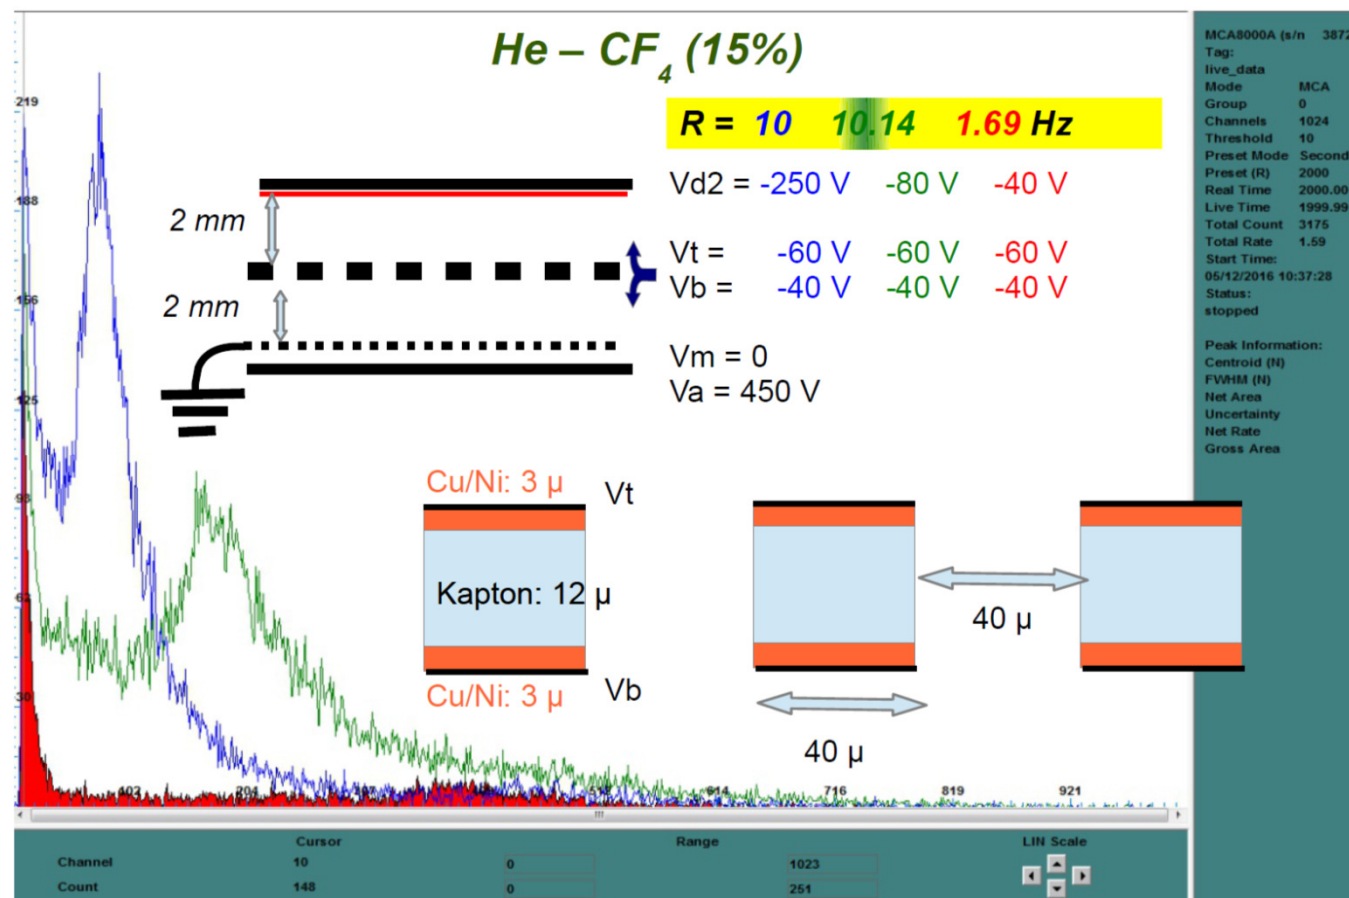 He – CF4 (15%)
R = 10 10.14 1.69 Hz
Vd2 = -250 V -80 V -40 V
Vt = -60 V -60 V -60 V
Vb = -40 V -40 V -40 V
Vm = 0
Va = 450 V
2 mm
2 mm
Cu/Ni: 3 µ Vt
Kapton: 12 µ
Cu/Ni: 3 µ Vb
40 µ
40 µ
219
188
156
125
93
62
30
102 204 307 512 614 716 819 921
MCA8000A (s/n 3872
Tag:
live_data
Mode MCA
Group 0
Channels 1024
Threshold 10
Preset Mode Second
Preset (R) 2000
Real Time 2000.00
Live Time 1999.99
Total Count 3175
Total Rate 1.59
Start Time:
05/12/2016 10:37:28
Status:
stopped
Peak Information:
Centroid (N)
FWHM (N)
Net Area
Uncertainty
Net Rate
Gross Area
Cursor Range LIN Scale
Channel 10 0 1023
Count 148 0 251